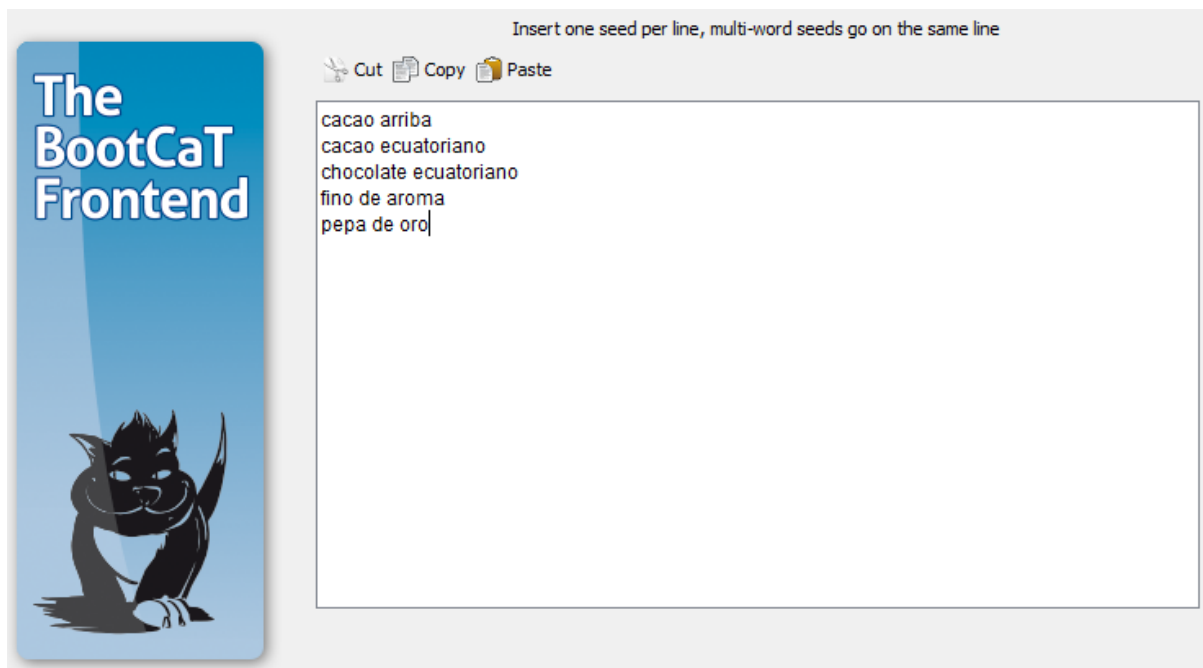 Insert one seed per line, multi-word seeds go on the same line
Cut Copy Paste
The
BootCaT
Frontend
cacao arriba
cacao ecuatoriano
chocolate ecuatoriano
fino de aroma
pepa de oro